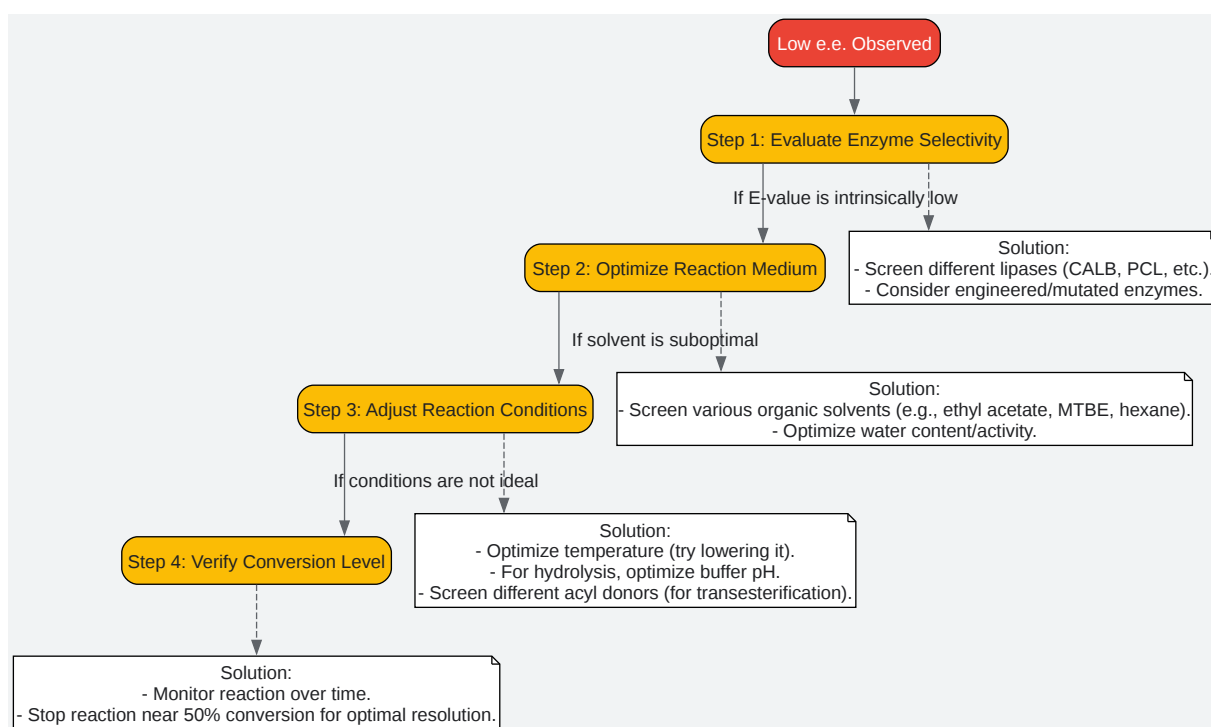 Low e.e. Observed
Step 1: Evaluate Enzyme Selectivity
If E-value is intrinsically low
Solution:
- Screen different lipases (CALB, PCL, etc.).
- Consider engineered/mutated enzymes.
Step 2: Optimize Reaction Medium
If solvent is suboptimal
Solution:
- Screen various organic solvents (e.g., ethyl acetate, MTBE, hexane).
- Optimize water content/activity.
Step 3: Adjust Reaction Conditions
If conditions are not ideal
Solution:
- Optimize temperature (try lowering it).
- For hydrolysis, optimize buffer pH.
- Screen different acyl donors (for transesterification).
Step 4: Verify Conversion Level
Solution:
- Monitor reaction over time.
- Stop reaction near 50% conversion for optimal resolution.